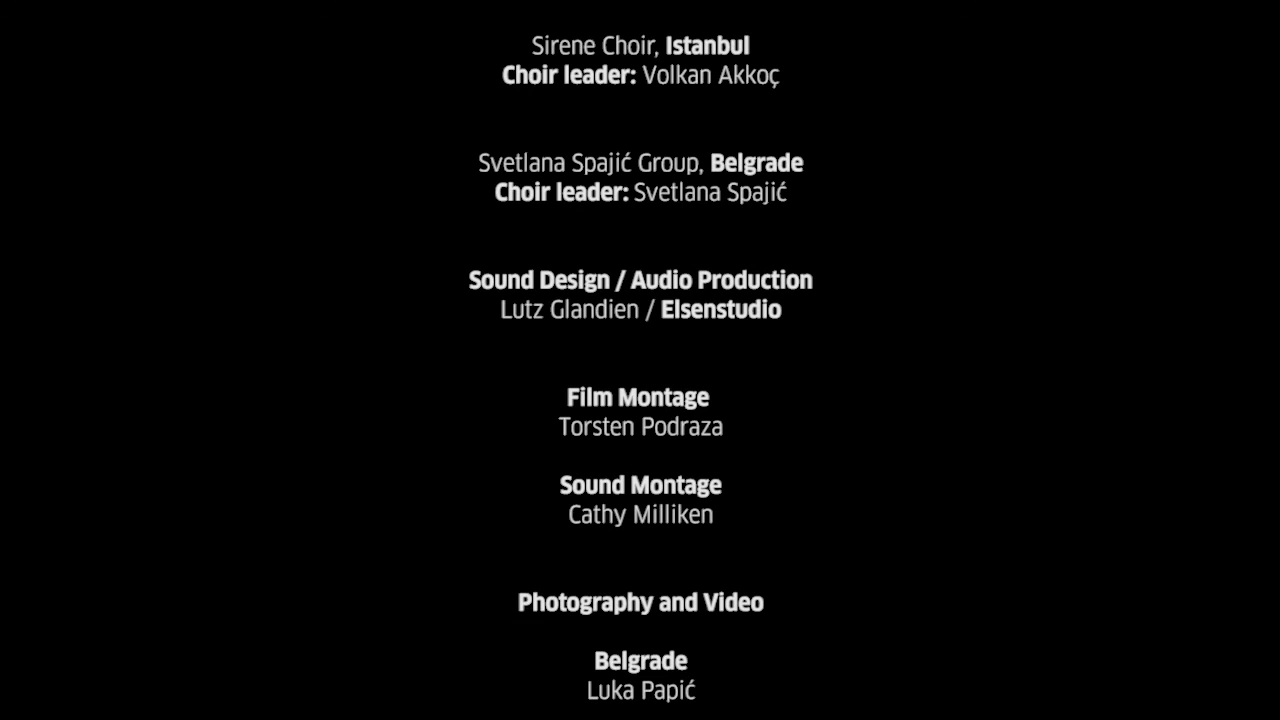 Sirene Choir, Istanbul
Choir leader: Volkan Akkoç
Svetlana Spajić Group, Belgrade
Choir leader: Svetlana Spajić
Sound Design / Audio Production
Lutz Glandien / Elsenstudio
Film Montage
Torsten Podraza
Sound Montage
Cathy Milliken
Photography and Video
Belgrade
Luka Papić